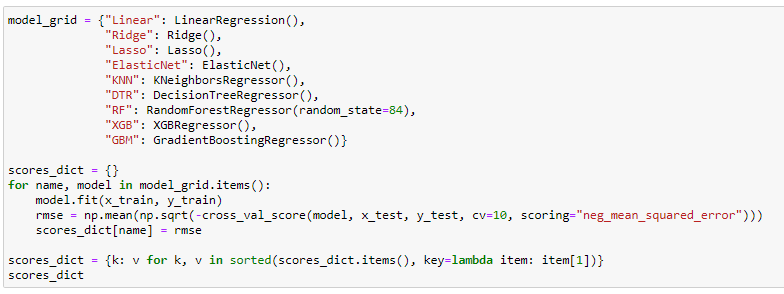 model_grid = {"Linear": LinearRegression(),
              "Ridge": Ridge(),
              "Lasso": Lasso(),
              "ElasticNet": ElasticNet(),
              "KNN": KNeighborsRegressor(),
              "DTR": DecisionTreeRegressor(),
              "RF": RandomForestRegressor(random_state=84),
              "XGB": XGBRegressor(),
              "GBM": GradientBoostingRegressor()}

scores_dict = {}
for name, model in model_grid.items():
    model.fit(x_train, y_train)
    rmse = np.mean(np.sqrt(-cross_val_score(model, x_test, y_test, cv=10, scoring="neg_mean_squared_error")))
    scores_dict[name] = rmse

scores_dict = {k: v for k, v in sorted(scores_dict.items(), key=lambda item: item[1])}
scores_dict